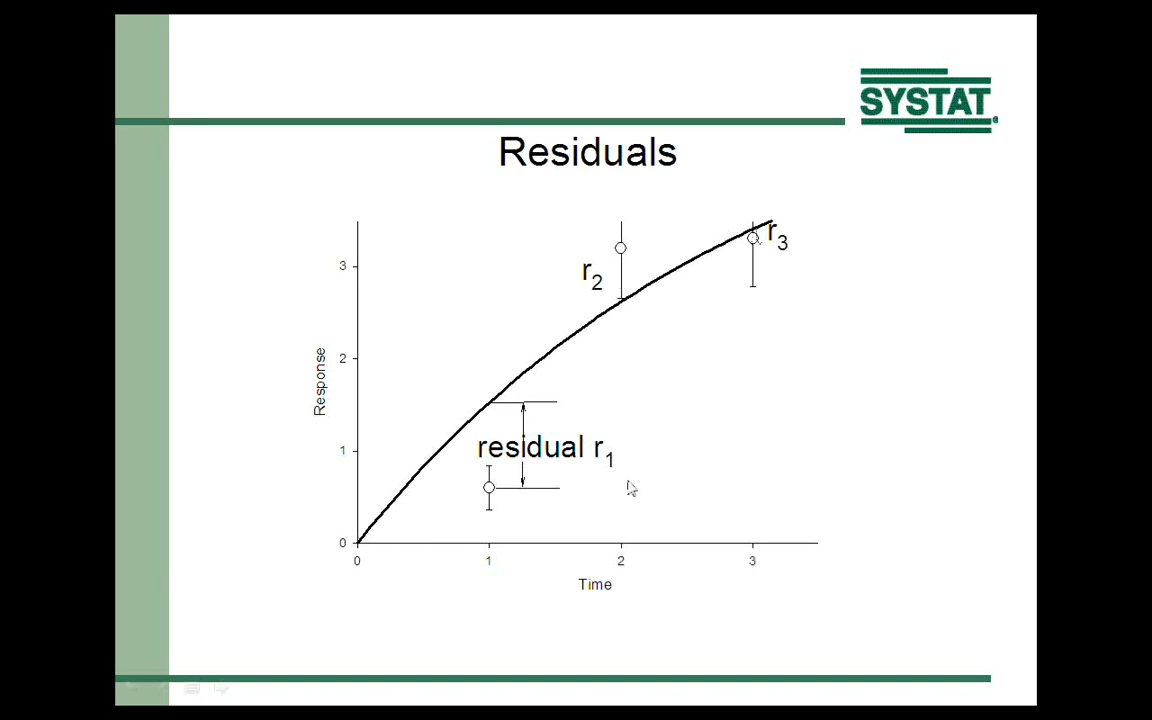 SYSTAT
Residuals
r3
3
r2
2
Response
residual r1
1
0
0 1 2 3
Time